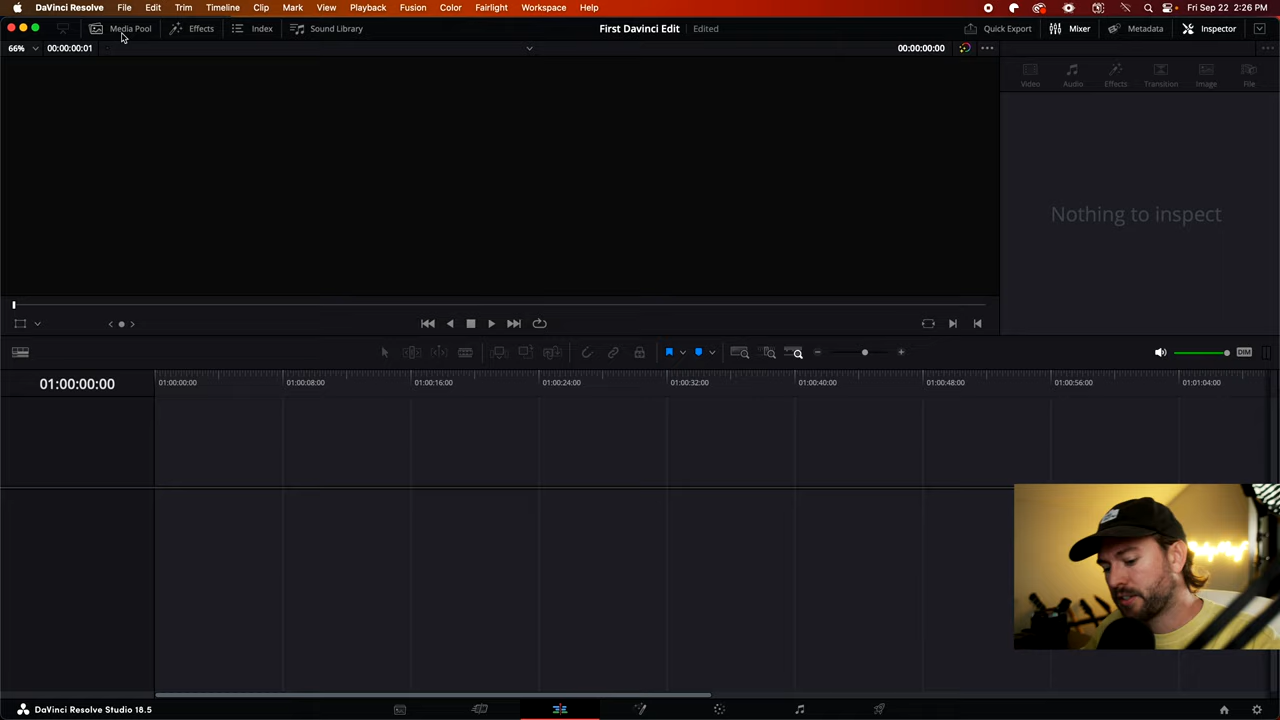 DaVinci Resolve File Edit Trim Timeline Clip Mark View Playback Fusion Color Fairlight Workspace Help Fri Sep 22 2:26 PM
Media Pool Effects Index Sound Library First Davinci Edit Edited Quick Export Mixer Metadata Inspector
66% 00:00:00:01 00:00:00:00
Video Audio Effects Transition Image File
Nothing to inspect
DIM
01:00:00:00 01:00:00:00 01:00:08:00 01:00:16:00 01:00:24:00 01:00:32:00 01:00:40:00 01:00:48:00 01:00:56:00 01:01:04:00
DaVinci Resolve Studio 18.5